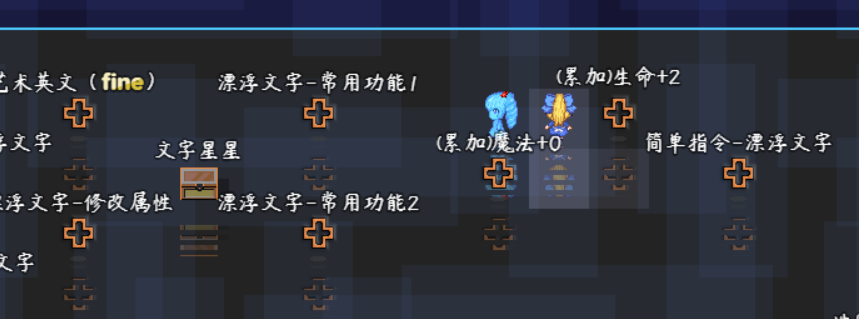 艺术英文（fine）
漂浮文字-常用功能1
(累加)生命+2
浮文字
文字星星
(累加)魔法+0
简单指令-漂浮文字
漂浮文字-修改属性
漂浮文字-常用功能2
文字